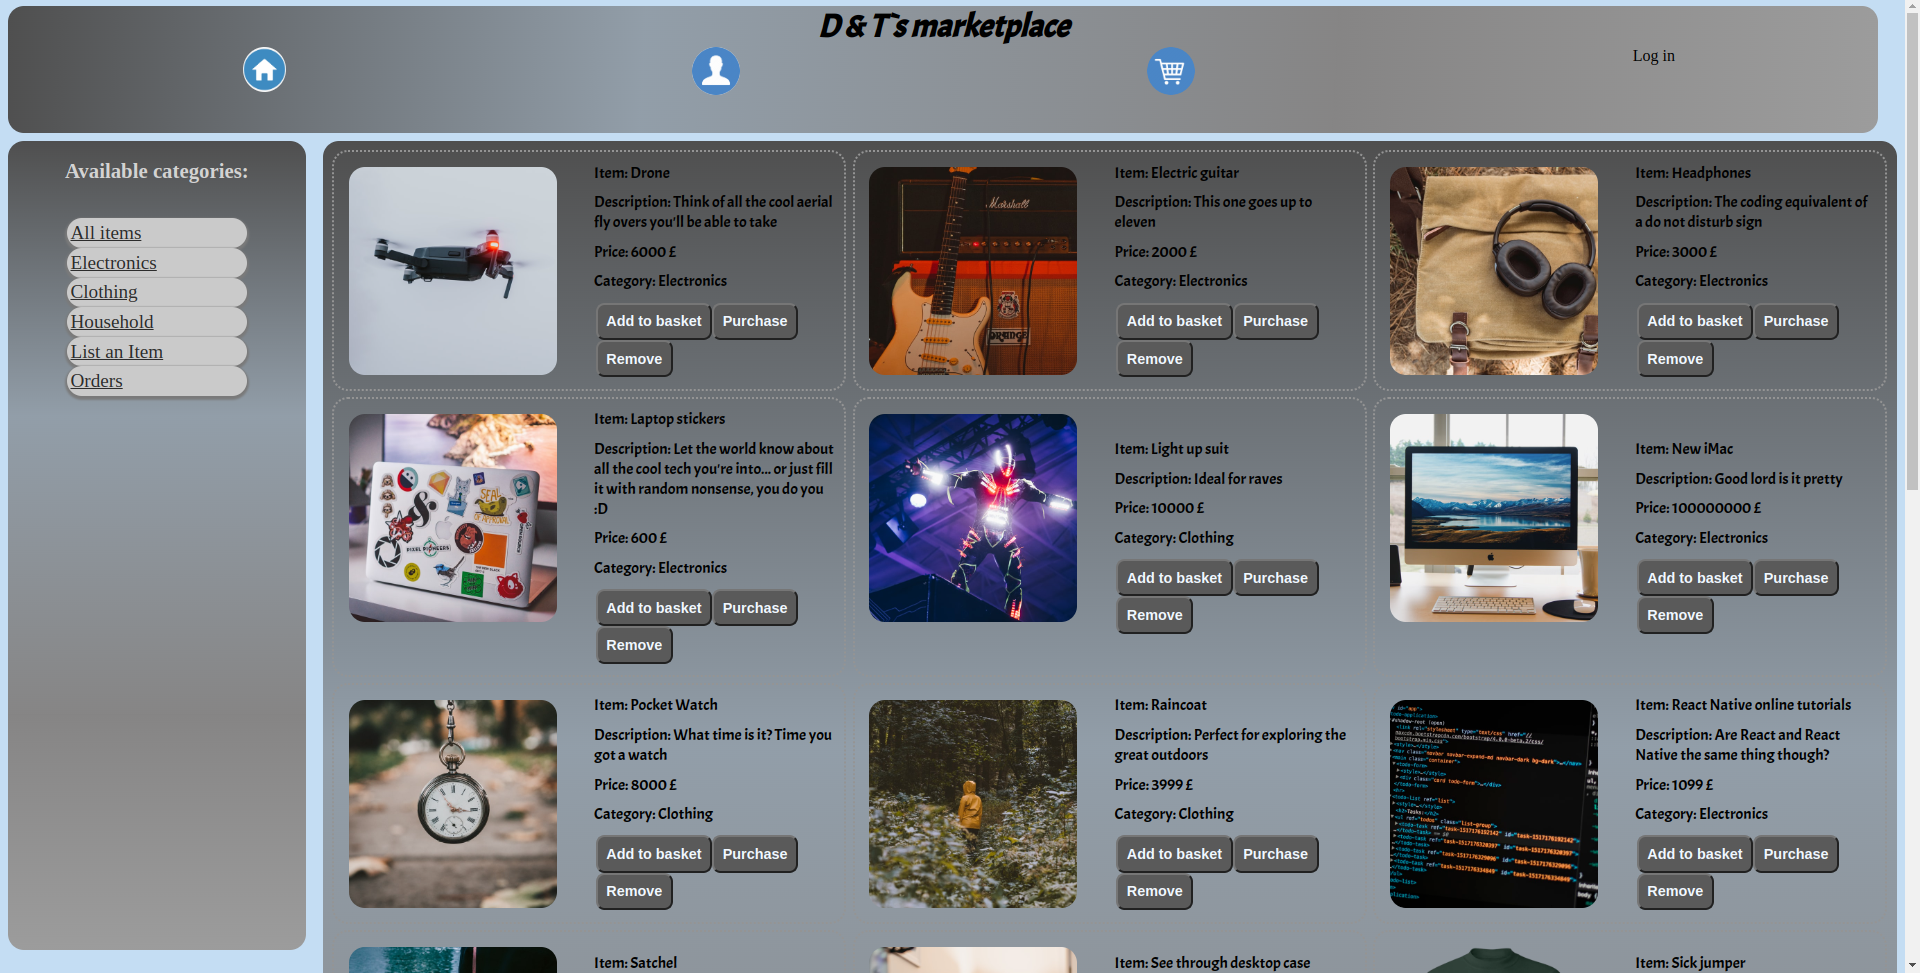 D & T`s marketplace
Log in
Available categories:
All items
Electronics
Clothing
Household
List an Item
Orders
Item: Drone
Description: Think of all the cool aerial
fly overs you'll be able to take
Price: 6000 £
Category: Electronics
Add to basket Purchase
Remove
Marshall
ORANGE
Item: Electric guitar
Description: This one goes up to
eleven
Price: 2000 £
Category: Electronics
Add to basket Purchase
Remove
Item: Headphones
Description: The coding equivalent of
a do not disturb sign
Price: 3000 £
Category: Electronics
Add to basket Purchase
Remove
SEAL
OF APPROVAL
PIXEL PIONEERS
Item: Laptop stickers
Description: Let the world know about
all the cool tech you're into... or just fill
it with random nonsense, you do you
:D
Price: 600 £
Category: Electronics
Add to basket Purchase
Remove
Item: Light up suit
Description: Ideal for raves
Price: 10000 £
Category: Clothing
Add to basket Purchase
Remove
Item: New iMac
Description: Good lord is it pretty
Price: 100000000 £
Category: Electronics
Add to basket Purchase
Remove
Item: Pocket Watch
Description: What time is it? Time you
got a watch
Price: 8000 £
Category: Clothing
Add to basket Purchase
Remove
Item: Raincoat
Description: Perfect for exploring the
great outdoors
Price: 3999 £
Category: Clothing
Add to basket Purchase
Remove
Item: React Native online tutorials
Description: Are React and React
Native the same thing though?
Price: 1099 £
Category: Electronics
Add to basket Purchase
Remove
Item: Satchel
Item: See through desktop case
Item: Sick jumper